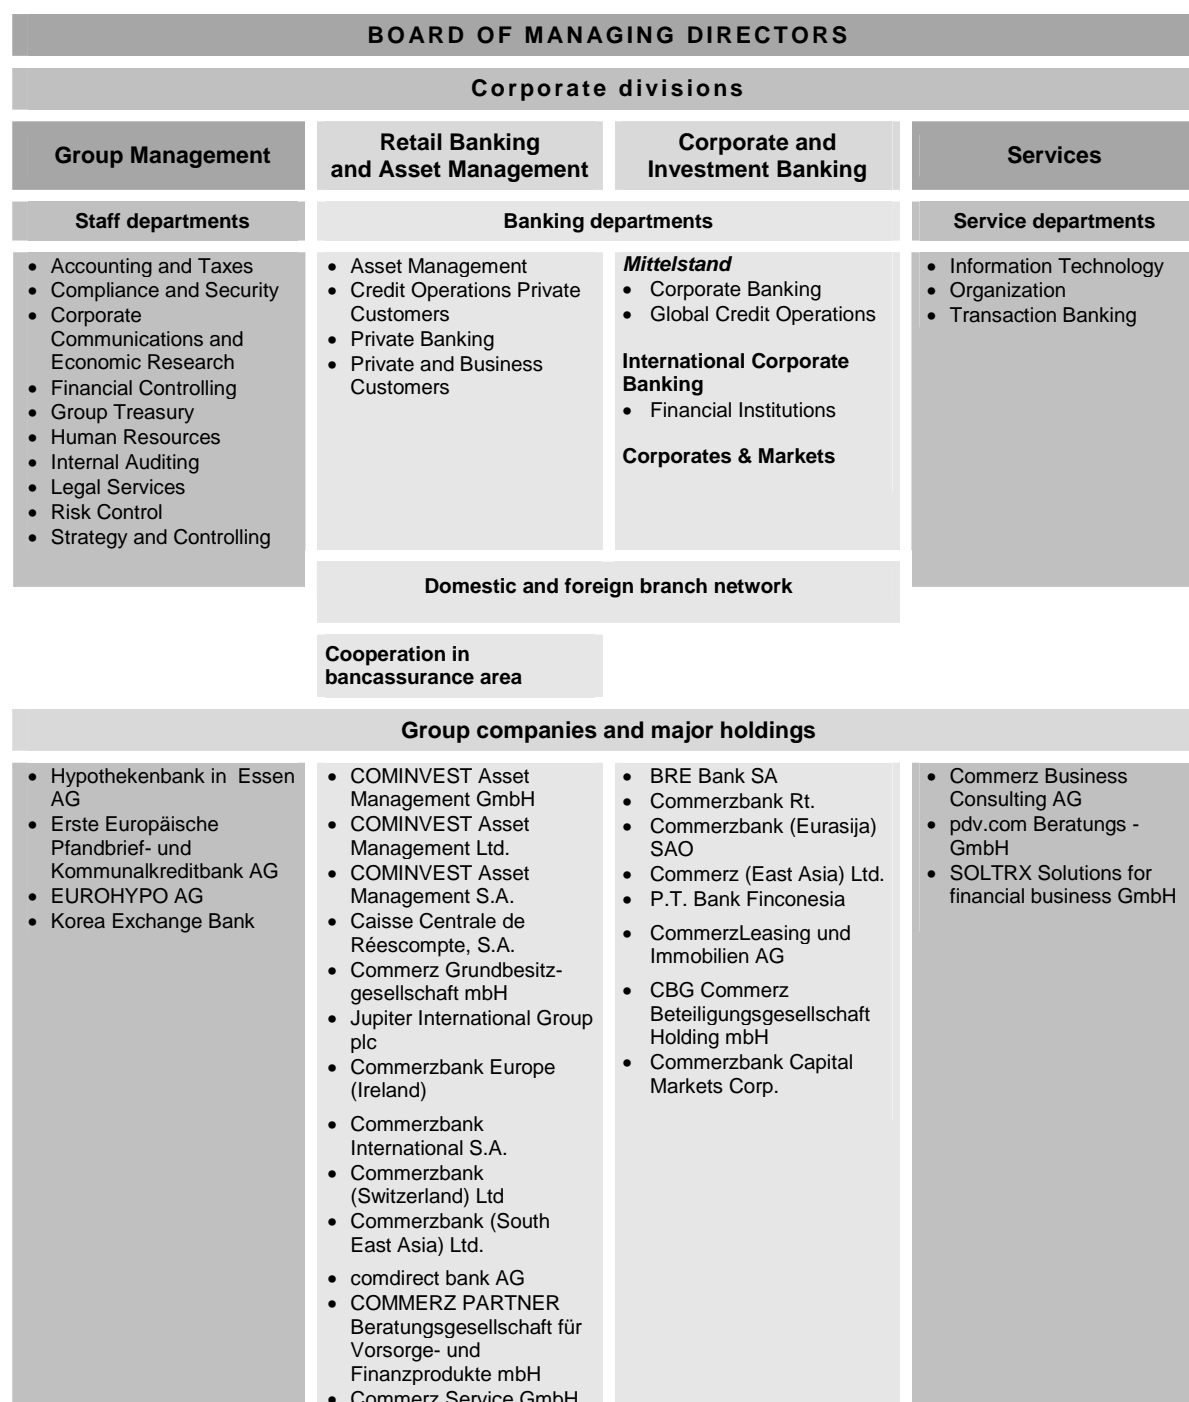 BOARD OF MANAGING DIRECTORS
Corporate divisions
Group Management
Retail Banking
and Asset Management
Corporate and
Investment Banking
Services
Staff departments
Banking departments
Service departments
• Accounting and Taxes
• Compliance and Security
• Corporate
Communications and
Economic Research
• Financial Controlling
• Group Treasury
• Human Resources
• Internal Auditing
• Legal Services
• Risk Control
• Strategy and Controlling
• Asset Management
• Credit Operations Private
Customers
• Private Banking
• Private and Business
Customers
Mittelstand
• Corporate Banking
• Global Credit Operations
International Corporate
Banking
• Financial Institutions
Corporates & Markets
• Information Technology
• Organization
• Transaction Banking
Domestic and foreign branch network
Cooperation in
bancassurance area
Group companies and major holdings
• Hypothekenbank in Essen
AG
• Erste Europäische
Pfandbrief- und
Kommunalkreditbank AG
• EUROHYPO AG
• Korea Exchange Bank
• COMINVEST Asset
Management GmbH
• COMINVEST Asset
Management Ltd.
• COMINVEST Asset
Management S.A.
• Caisse Centrale de
Réescompte, S.A.
• Commerz Grundbesitz-
gesellschaft mbH
• Jupiter International Group
plc
• Commerzbank Europe
(Ireland)
• Commerzbank
International S.A.
• Commerzbank
(Switzerland) Ltd
• Commerzbank (South
East Asia) Ltd.
• comdirect bank AG
• COMMERZ PARTNER
Beratungsgesellschaft für
Vorsorge- und
Finanzprodukte mbH
• Commerz Service GmbH
• BRE Bank SA
• Commerzbank Rt.
• Commerzbank (Eurasija)
SAO
• Commerz (East Asia) Ltd.
• P.T. Bank Finconesia
• CommerzLeasing und
Immobilien AG
• CBG Commerz
Beteiligungsgesellschaft
Holding mbH
• Commerzbank Capital
Markets Corp.
• Commerz Business
Consulting AG
• pdv.com Beratungs -
GmbH
• SOLTRX Solutions for
financial business GmbH